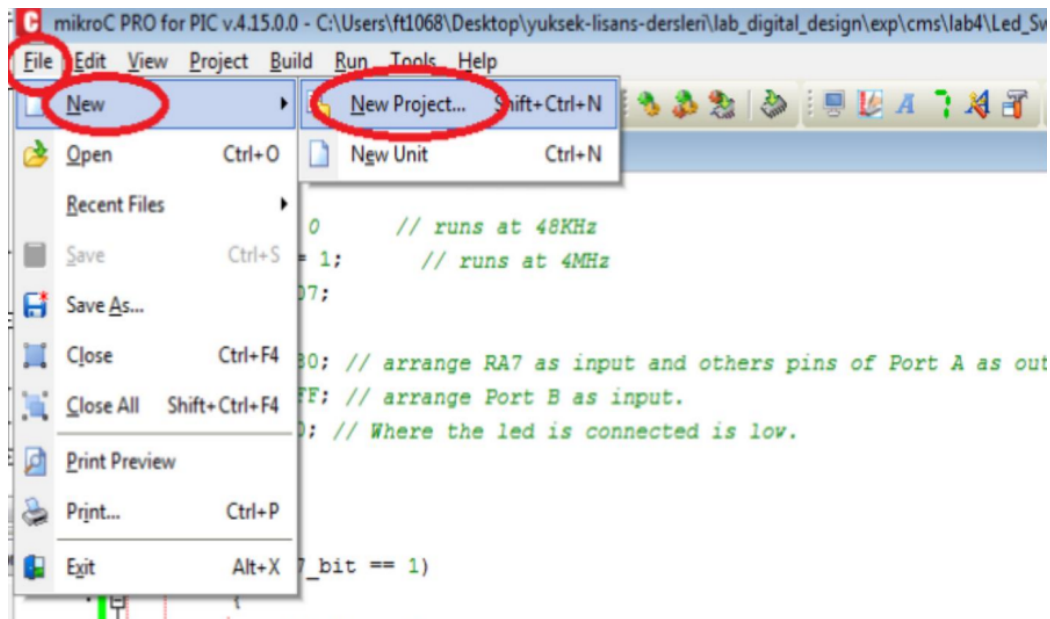 mikroC PRO for PIC v.4.15.0.0 - C:\Users\ft1068\Desktop\yuksek-lisans-dersleri\lab_digital_design\exp\cms\lab4\Led_Sw
File Edit View Project Build Run Tools Help
New
New Project... Shift+Ctrl+N
Open Ctrl+O
New Unit Ctrl+N
Recent Files
0 // runs at 48KHz
Save Ctrl+S
= 1; // runs at 4MHz
Save As...
07;
Close Ctrl+F4
80; // arrange RA7 as input and others pins of Port A as out
Close All Shift+Ctrl+F4
FF; // arrange Port B as input.
0; // Where the led is connected is low.
Print Preview
Print... Ctrl+P
Exit Alt+X
7_bit == 1)
{